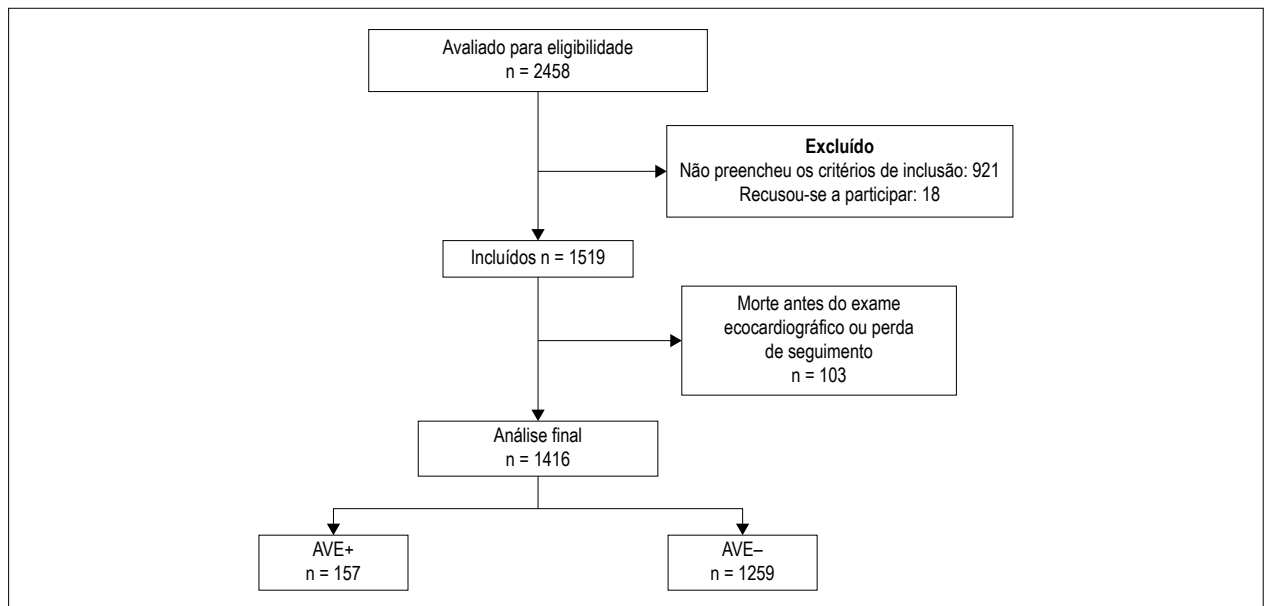 Avaliado para eligibilidade
n = 2458
Excluído
Não preencheu os critérios de inclusão: 921
Recusou-se a participar: 18
Incluídos n = 1519
Morte antes do exame
ecocardiográfico ou perda
de seguimento
n = 103
Análise final
n = 1416
AVE+
n = 157
AVE–
n = 1259